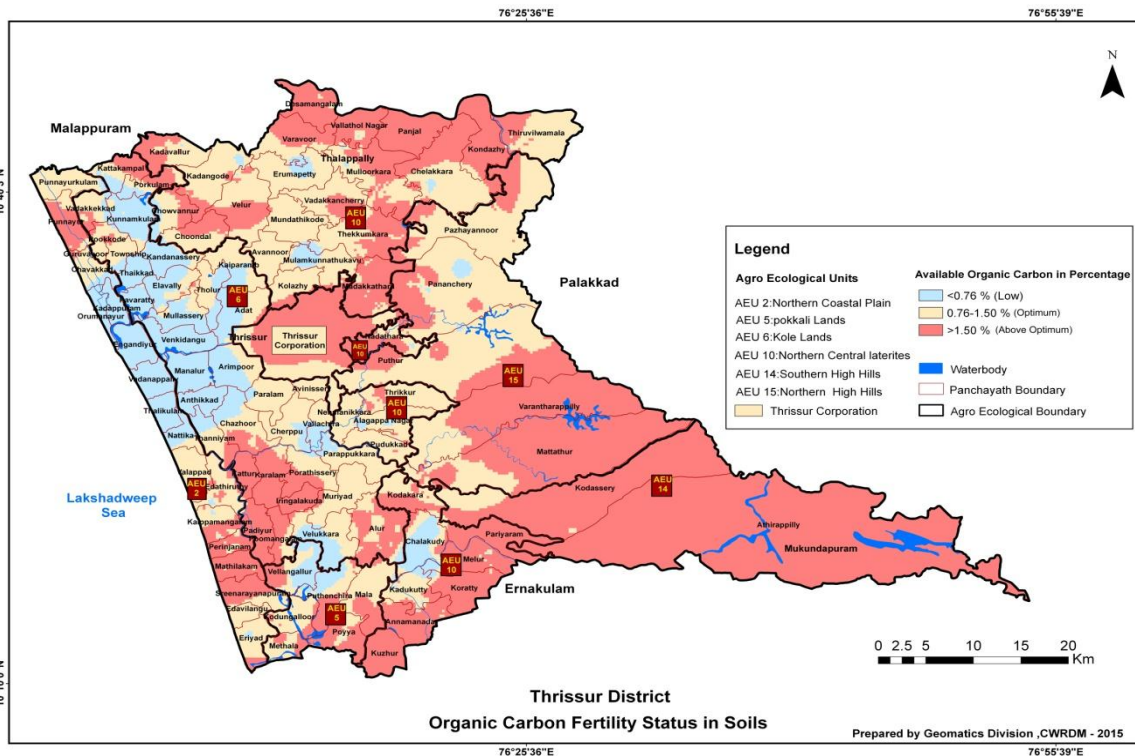 76°25'36"E
76°55'39"E
N
Malappuram
Desamangalam
Vallathol Nagar
Panjal
Thiruvilwamala
Varavoor
Kondazhy
Kadavallur
Thalappally
Kattakampal
Erumapetty
Mulloorkara
Chelakkara
Porkulam
Kadangode
Punnayurkulam
Vadakkekkad
Chowvannur
Velur
Vadakkancherry
Kunnamkulam
AEU
10
Punnayur
Mundathikode
Pazhayannoor
Choondal
Thekkumkara
Pookkode
Guruvayoor Township
Kandanassery
Avannoor
Mulamkunnathukavu
Chavakkad
Thaikkad
Kaiparamb
Palakkad
Elavally
Tholur
Kolazhy
Madakkathara
Pananchery
Pavaratty
AEU
6
Kadappuram
Orumanayur
Mullassery
Adat
Thrissur
Thrissur
Corporation
Nadathara
Venkidangu
AEU
10
Puthur
Engandiyur
Manalur
Arimpoor
AEU
15
Vadanappally
Avinissery
Thrikkur
Anthikkad
Paralam
AEU
10
Varantharappilly
Thalikulam
Nenmanikkara
Chazhoor
Vallachira
Alagappa Nagar
Nattika
Thanniyam
Cherppu
Pudukkad
Parappukkara
Mattathur
Valappad
Kattur
Karalam
Porathissery
AEU
2
Edathiruthy
Kodassery
AEU
14
Lakshadweep
Sea
Iringalakuda
Muriyad
Kodakara
Kaippamangalam
Padiyur
Alur
Athirappilly
Perinjanam
Poomangalam
Velukkara
Chalakudy
Pariyaram
Mukundapuram
Mathilakam
Vellangallur
AEU
10
Melur
Ernakulam
Sreenarayanapuram
Puthenchira
Mala
Kadukutty
Koratty
Edavilangu
Kodungalloor
AEU
5
Annamanada
Eriyad
Methala
Poyya
Kuzhur
Legend
Agro Ecological Units
AEU 2:Northern Coastal Plain
AEU 5:pokkali Lands
AEU 6:Kole Lands
AEU 10:Northern Central laterites
AEU 14:Southern High Hills
AEU 15:Northern High Hills
Thrissur Corporation
Available Organic Carbon in Percentage
<0.76 % (Low)
0.76-1.50 % (Optimum)
>1.50 % (Above Optimum)
Waterbody
Panchayath Boundary
Agro Ecological Boundary
0 2.5 5 10 15 20
Km
Thrissur District
Organic Carbon Fertility Status in Soils
Prepared by Geomatics Division ,CWRDM - 2015
76°25'36"E
76°55'39"E